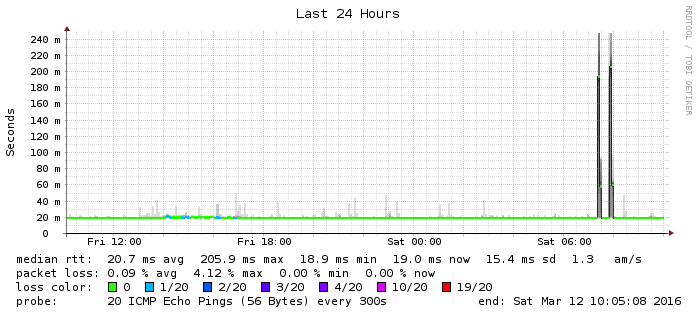 Last 24 Hours
RRDTOOL / TOBI OETIKER
Seconds
240 m
220 m
200 m
180 m
160 m
140 m
120 m
100 m
80 m
60 m
40 m
20 m
0
Fri 12:00 Fri 18:00 Sat 00:00 Sat 06:00
median rtt: 20.7 ms avg 205.9 ms max 18.9 ms min 19.0 ms now 15.4 ms sd 1.3 am/s
packet loss: 0.09 % avg 4.12 % max 0.00 % min 0.00 % now
loss color: 0 1/20 2/20 3/20 4/20 10/20 19/20
probe: 20 ICMP Echo Pings (56 Bytes) every 300s end: Sat Mar 12 10:05:08 2016